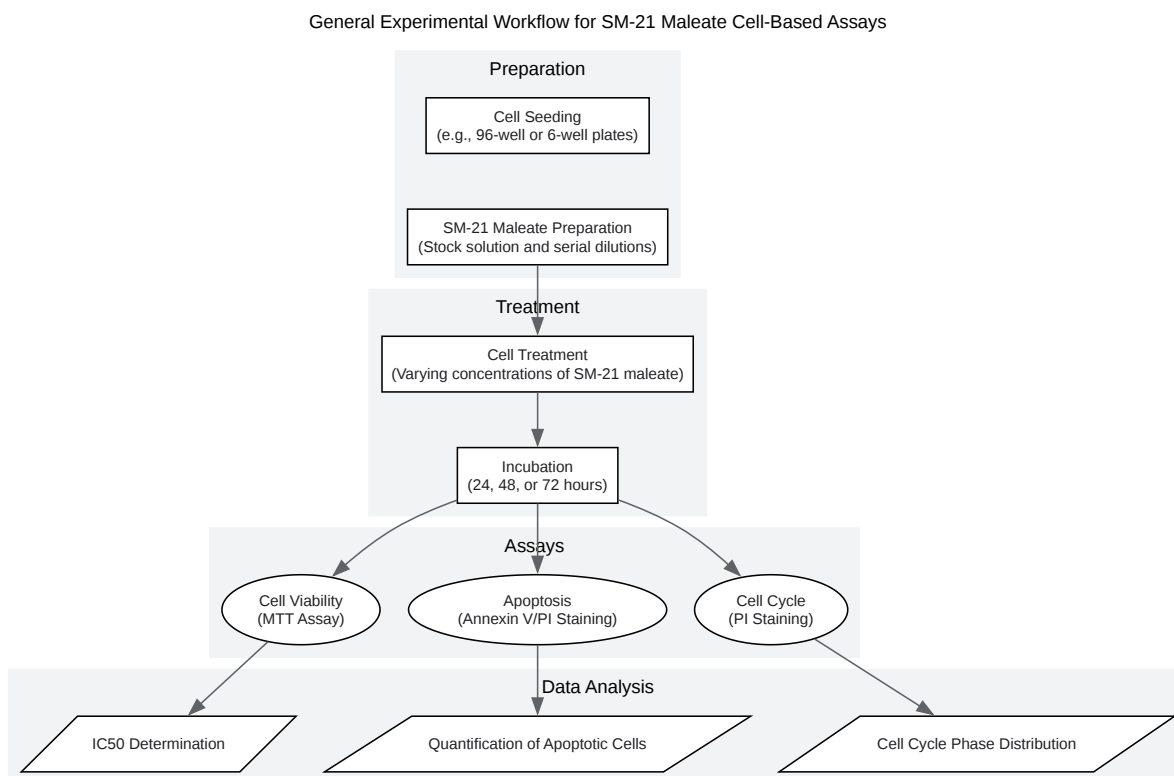 General Experimental Workflow for SM-21 Maleate Cell-Based Assays
Preparation
Cell Seeding
(e.g., 96-well or 6-well plates)
SM-21 Maleate Preparation
(Stock solution and serial dilutions)
Treatment
Cell Treatment
(Varying concentrations of SM-21 maleate)
Incubation
(24, 48, or 72 hours)
Assays
Cell Viability
(MTT Assay)
Apoptosis
(Annexin V/PI Staining)
Cell Cycle
(PI Staining)
Data Analysis
IC50 Determination
Quantification of Apoptotic Cells
Cell Cycle Phase Distribution